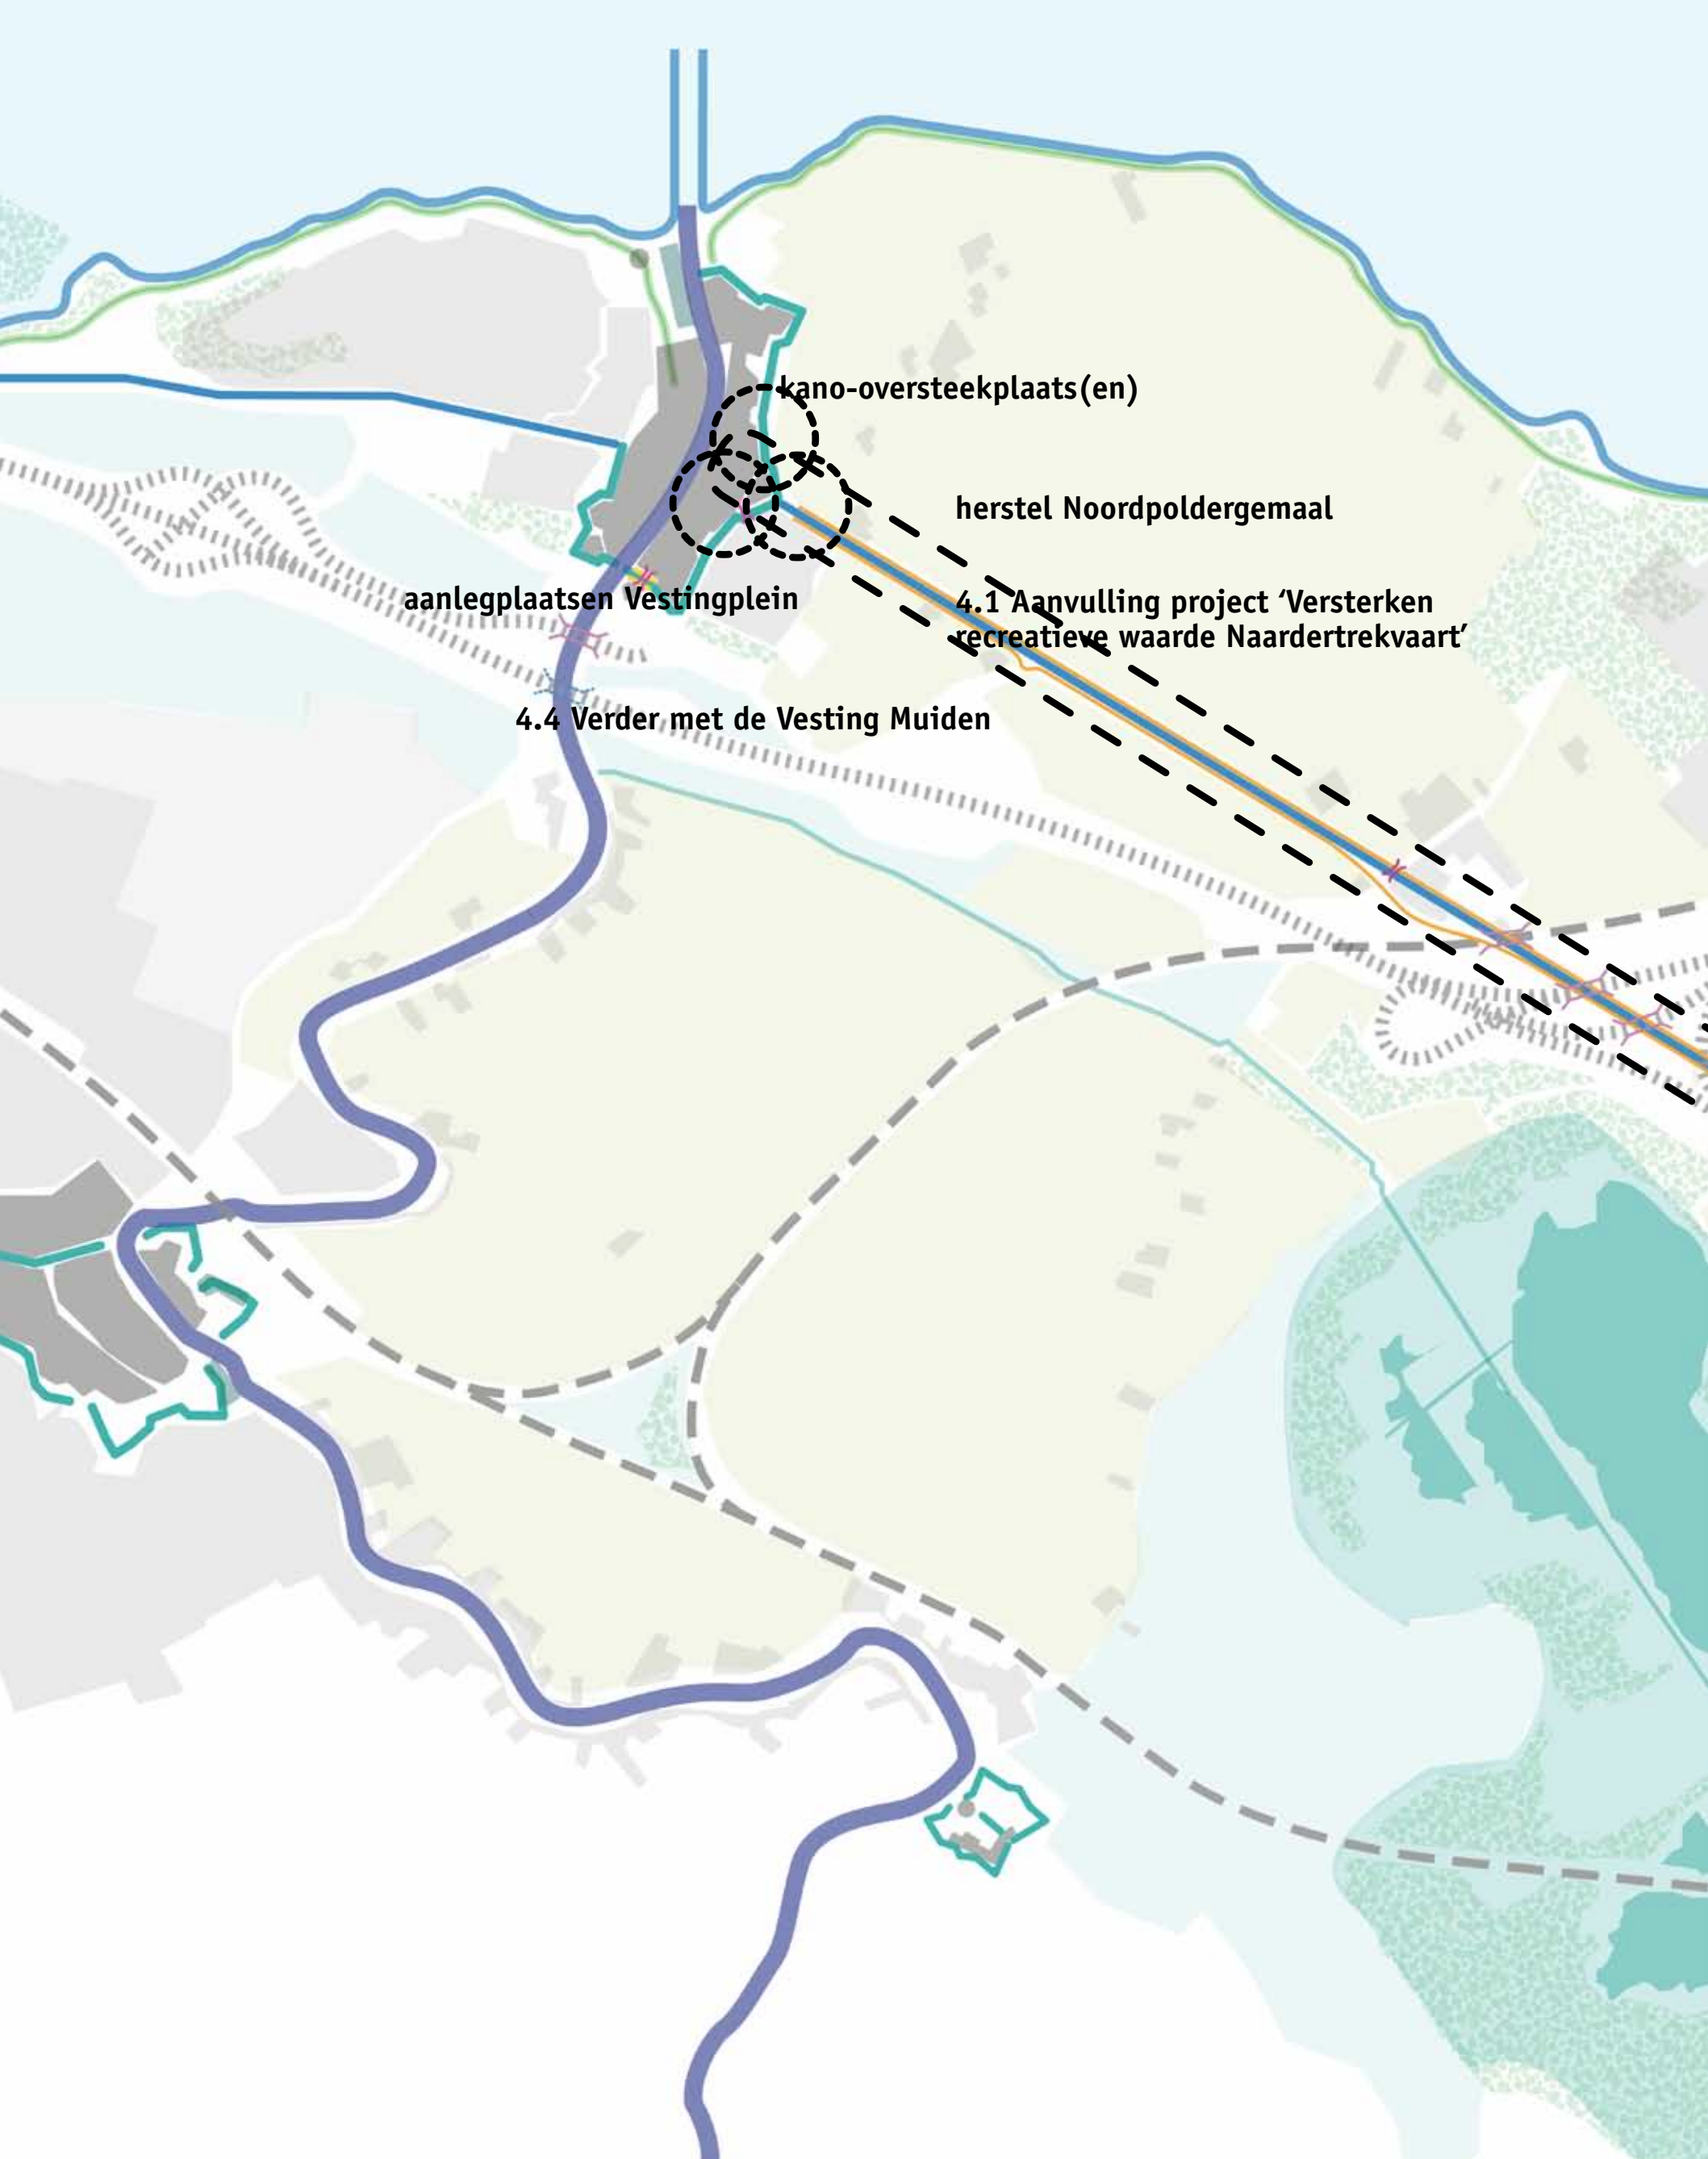 kano-oversteekplaats(en)
herstel Noordpoldergemaal
aanlegplaatsen Vestingplein
4.1 Aanvulling project ‘Versterken
recreatieve waarde Naardertrekvaart’
4.4 Verder met de Vesting Muiden